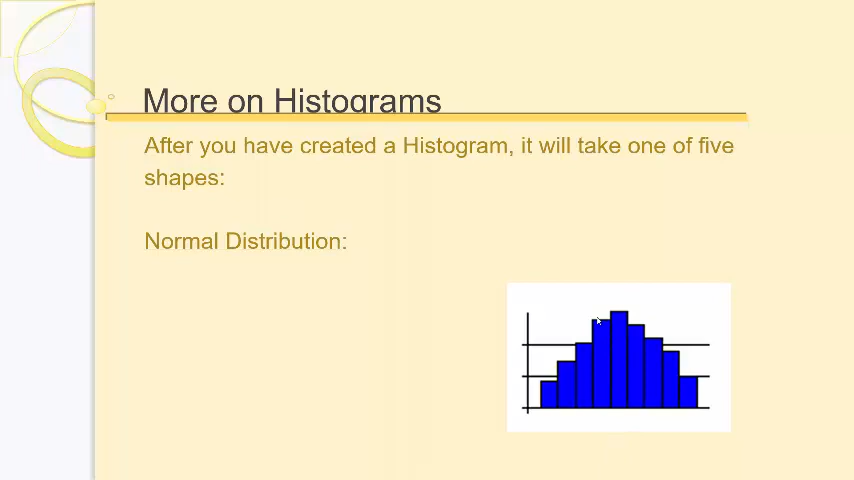 More on Histograms
After you have created a Histogram, it will take one of five
shapes:
Normal Distribution: